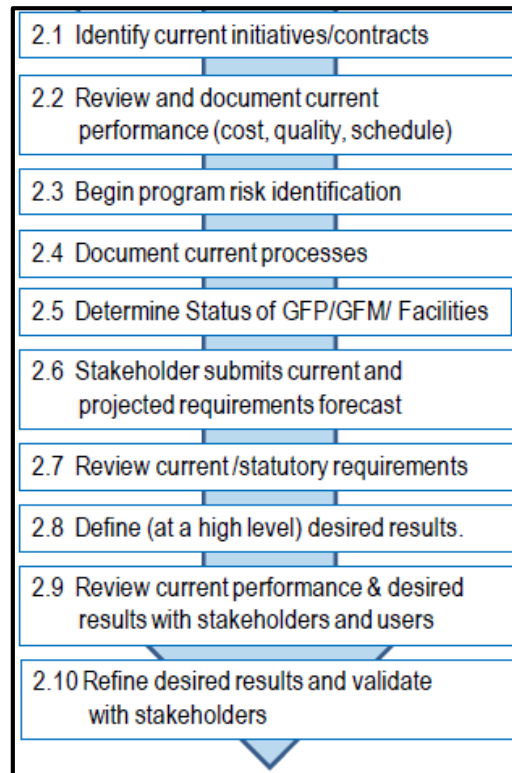 2.1 Identify current initiatives/contracts
2.2 Review and document current
performance (cost, quality, schedule)
2.3 Begin program risk identification
2.4 Document current processes
2.5 Determine Status of GFP/GFM/ Facilities
2.6 Stakeholder submits current and
projected requirements forecast
2.7 Review current /statutory requirements
2.8 Define (at a high level) desired results.
2.9 Review current performance & desired
results with stakeholders and users
2.10 Refine desired results and validate
with stakeholders